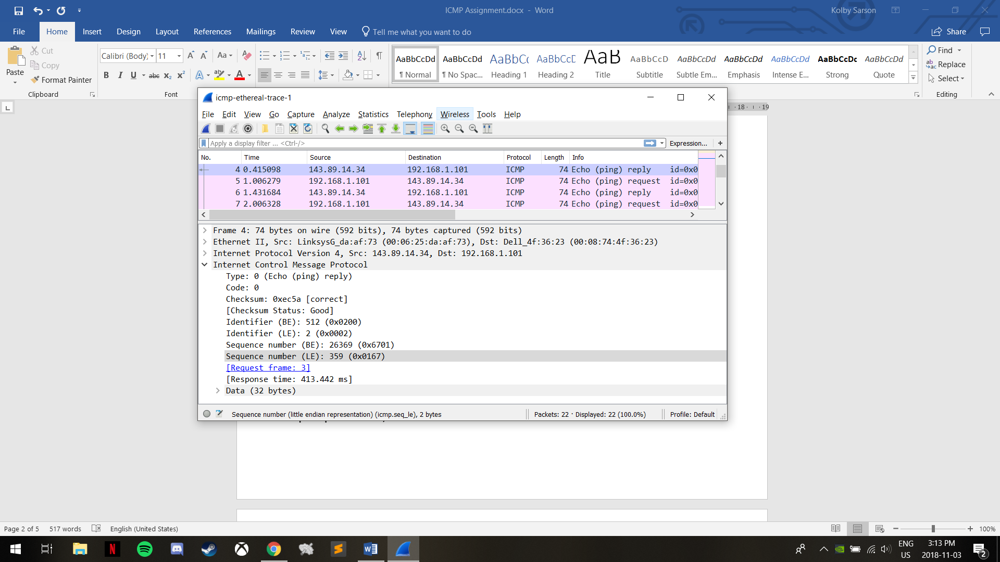 ICMP Assignment.docx - Word
Kolby Sarson
File Home Insert Design Layout References Mailings Review View Tell me what you want to do
Share
Paste
Cut
Copy
Format Painter
Clipboard
Calibri (Body) 11
Font
AaBbCcDd AaBbCcDd AaBbCc AaBbCcD AaB AaBbCcD AaBbCcDd AaBbCcDd AaBbCcDd AaBbCcDc AaBbCcDd
¶ Normal ¶ No Spac... Heading 1 Heading 2 Title Subtitle Subtle Em... Emphasis Intense E... Strong Quote
Find
Replace
Select
Editing
18 19
icmp-ethereal-trace-1
File Edit View Go Capture Analyze Statistics Telephony Wireless Tools Help
Apply a display filter ... <Ctrl-/>
Expression... +
No. Time Source Destination Protocol Length Info
4 0.415098 143.89.14.34 192.168.1.101 ICMP 74 Echo (ping) reply id=0x0
5 1.006279 192.168.1.101 143.89.14.34 ICMP 74 Echo (ping) request id=0x0
6 1.431684 143.89.14.34 192.168.1.101 ICMP 74 Echo (ping) reply id=0x0
7 2.006328 192.168.1.101 143.89.14.34 ICMP 74 Echo (ping) request id=0x0
Frame 4: 74 bytes on wire (592 bits), 74 bytes captured (592 bits)
Ethernet II, Src: LinksysG_da:af:73 (00:06:25:da:af:73), Dst: Dell_4f:36:23 (00:08:74:4f:36:23)
Internet Protocol Version 4, Src: 143.89.14.34, Dst: 192.168.1.101
Internet Control Message Protocol
Type: 0 (Echo (ping) reply)
Code: 0
Checksum: 0xec5a [correct]
[Checksum Status: Good]
Identifier (BE): 512 (0x0200)
Identifier (LE): 2 (0x0002)
Sequence number (BE): 26369 (0x6701)
Sequence number (LE): 359 (0x0167)
[Request frame: 3]
[Response time: 413.442 ms]
Data (32 bytes)
Sequence number (little endian representation) (icmp.seq_le), 2 bytes
Packets: 22 · Displayed: 22 (100.0%)
Profile: Default
Page 2 of 5 517 words English (United States)
100%
ENG
US
3:13 PM
2018-11-03
2